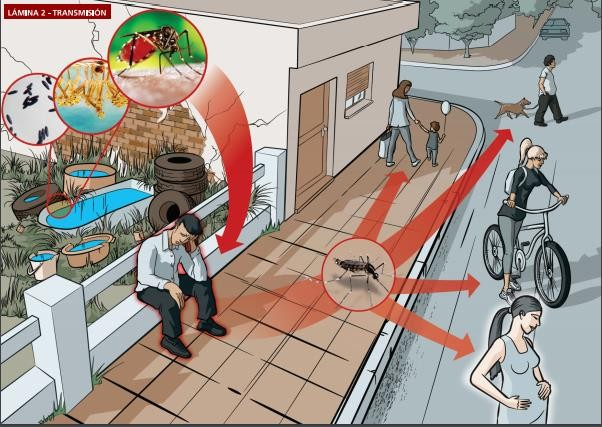 LÁMINA 2 – TRANSMISIÓN